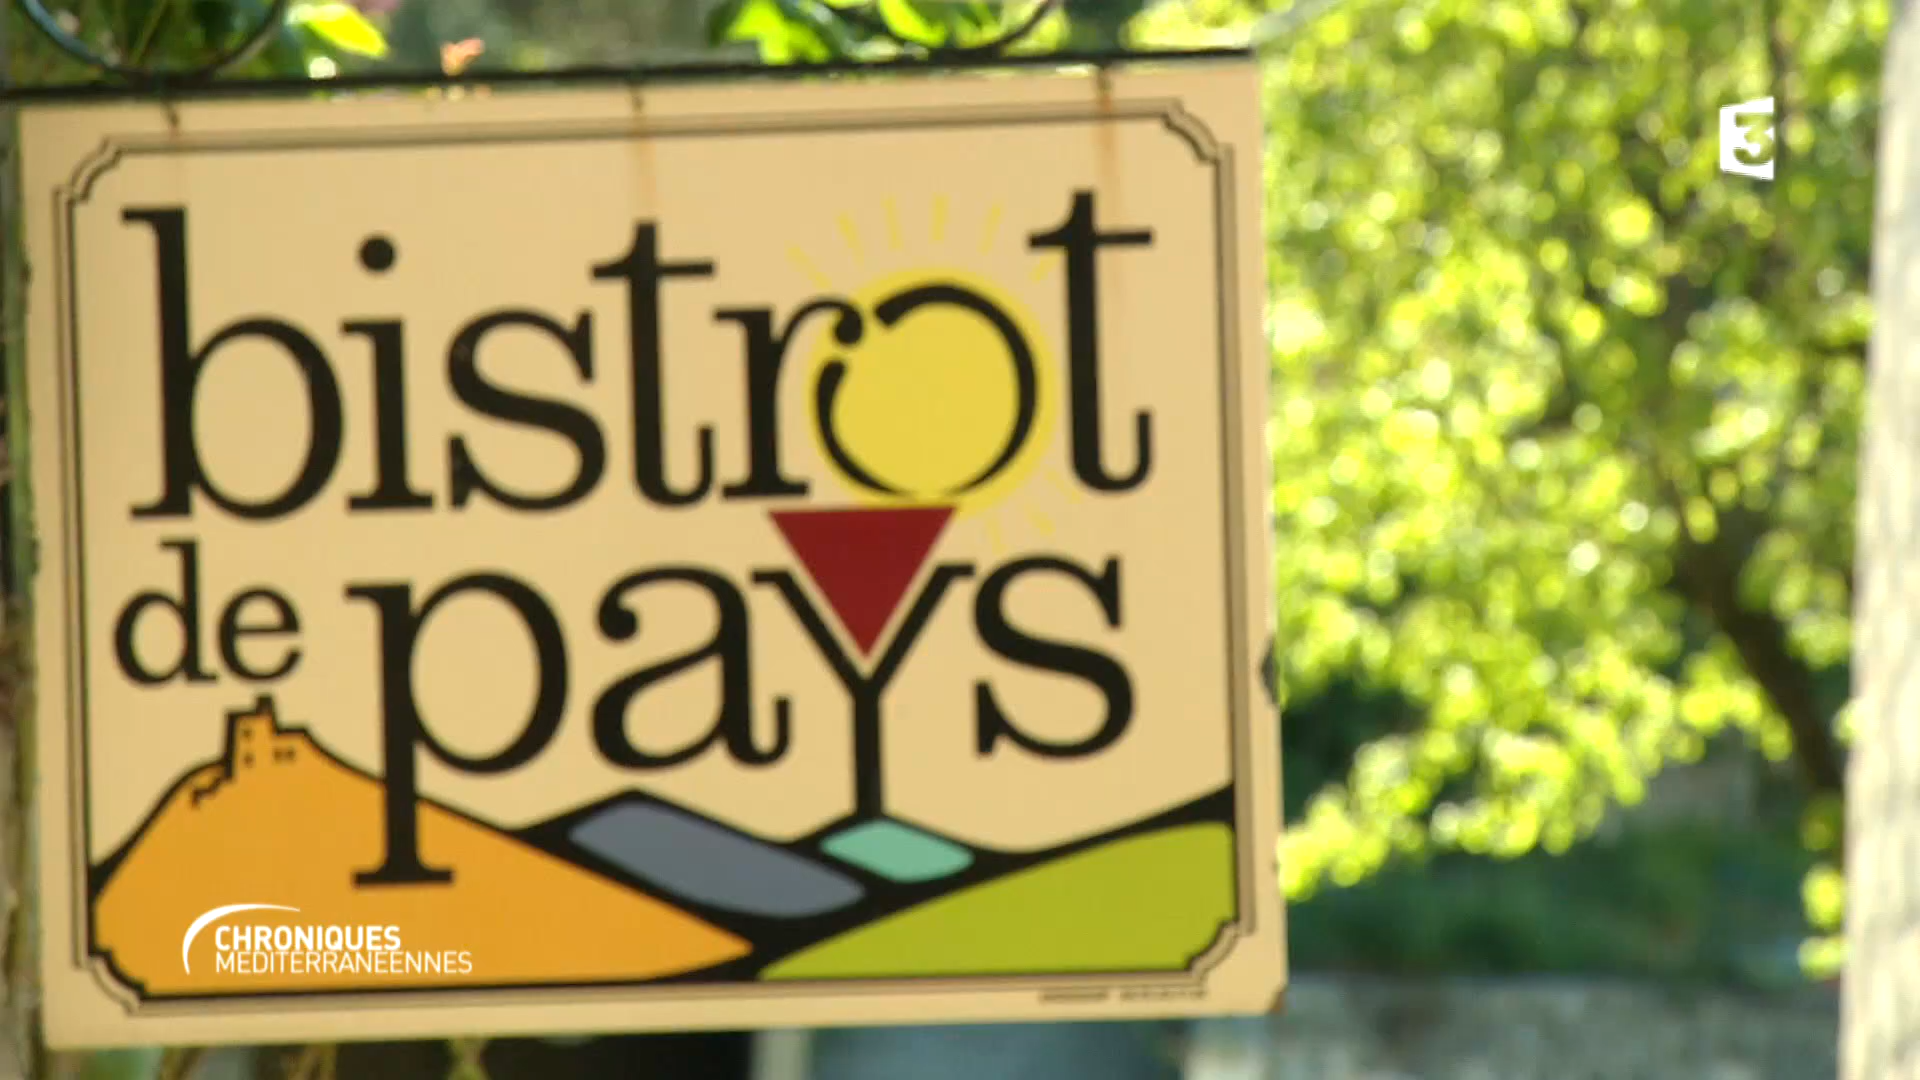 3
bistrot
de pays
CHRONIQUES
MEDITERRANEENNES